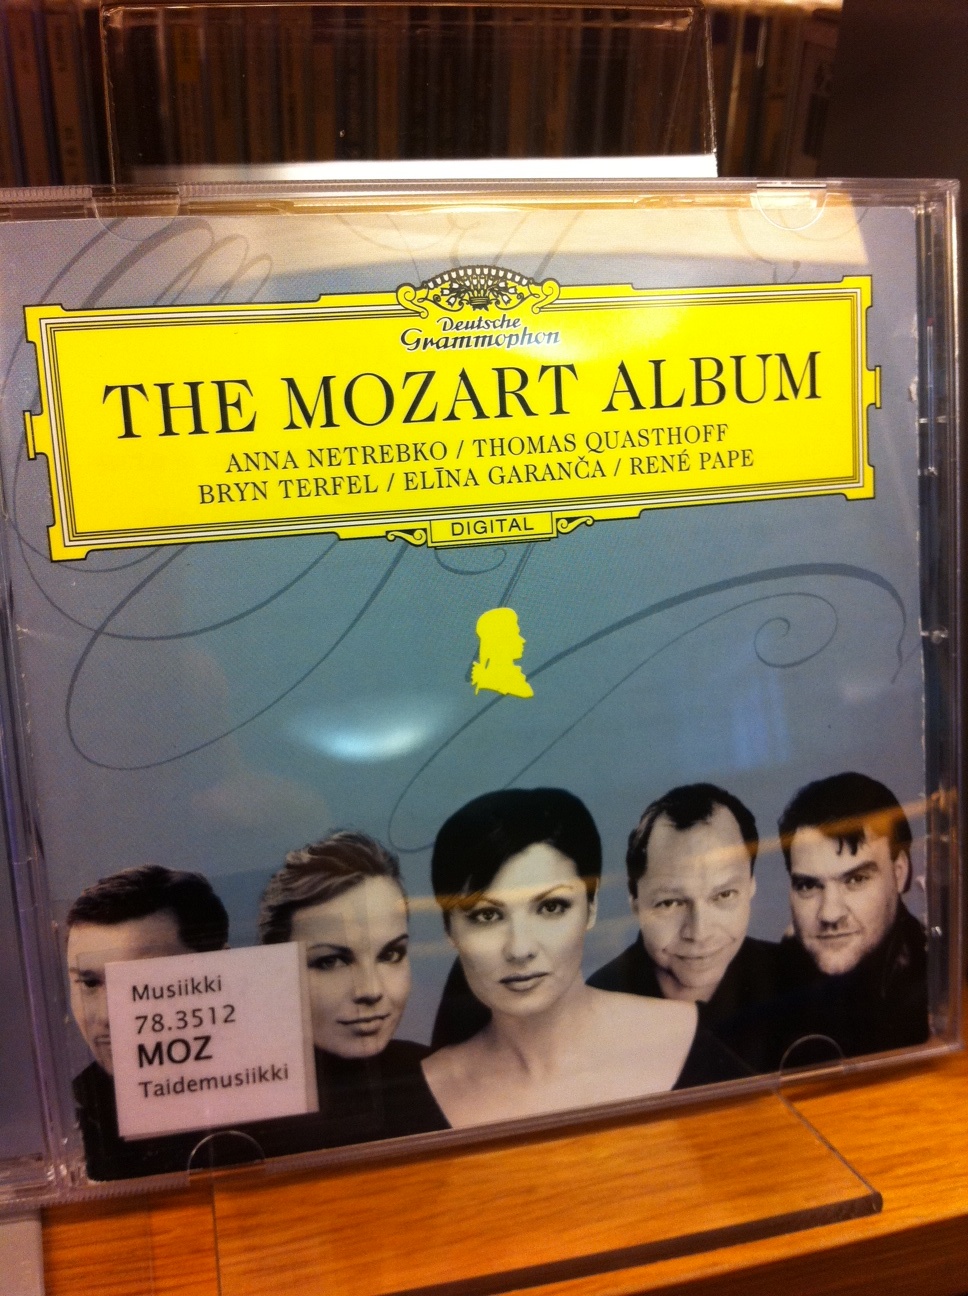 Deutsche
Grammophon
THE MOZART ALBUM
ANNA NETREBKO / THOMAS QUASTHOFF
BRYN TERFEL / ELĪNA GARANČA / RENÉ PAPE
DIGITAL
Musiikki
78.3512
MOZ
Taidemusiikki